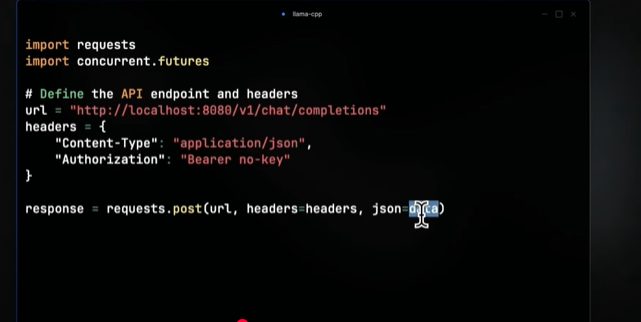 llama-cpp
import requests
import concurrent.futures
# Define the API endpoint and headers
url = "http://localhost:8080/v1/chat/completions"
headers = {
"Content-Type": "application/json",
"Authorization": "Bearer no-key"
}
response = requests.post(url, headers=headers, json=data)